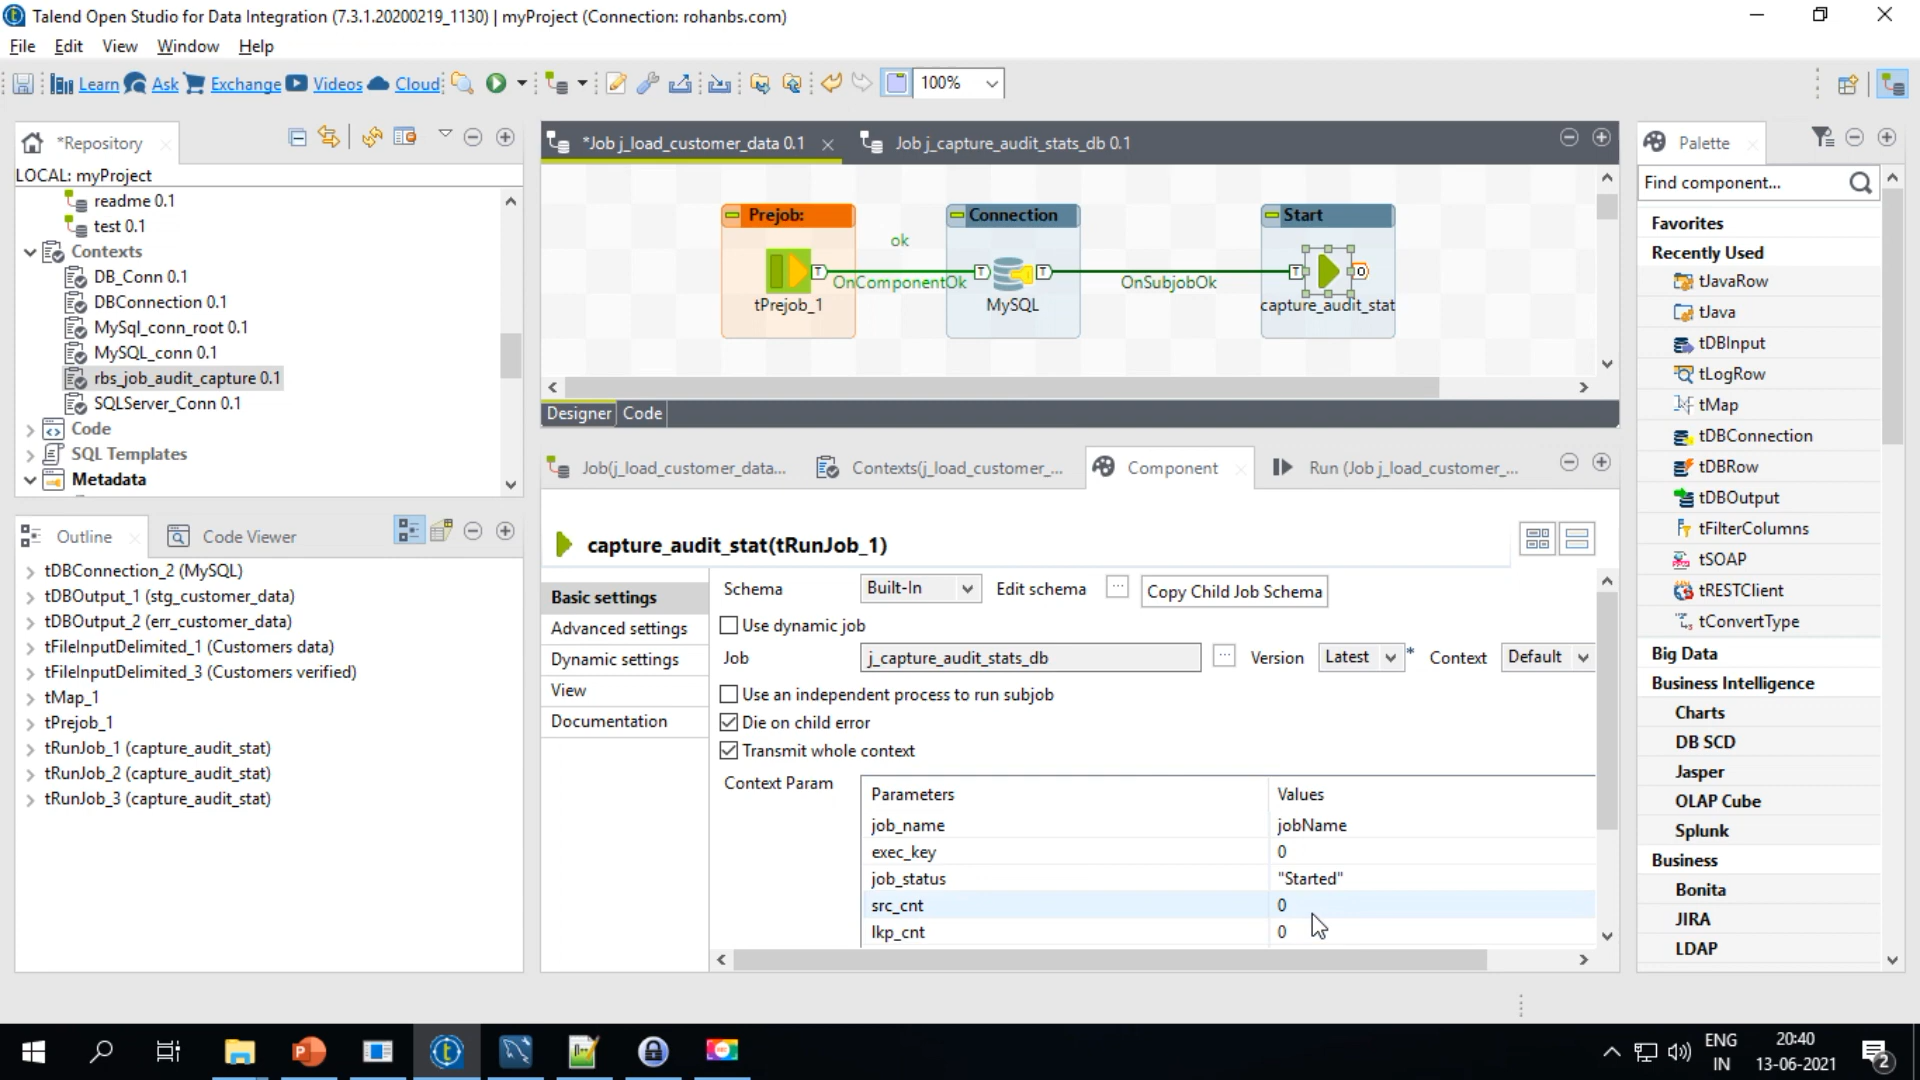 Talend Open Studio for Data Integration (7.3.1.20200219_1130) | myProject (Connection: rohanbs.com)
File Edit View Window Help
Learn Ask Exchange Videos Cloud 100%
*Repository
LOCAL: myProject
readme 0.1
test 0.1
Contexts
DB_Conn 0.1
DBConnection 0.1
MySql_conn_root 0.1
MySQL_conn 0.1
rbs_job_audit_capture 0.1
SQLServer_Conn 0.1
Code
SQL Templates
Metadata
Outline Code Viewer
tDBConnection_2 (MySQL)
tDBOutput_1 (stg_customer_data)
tDBOutput_2 (err_customer_data)
tFileInputDelimited_1 (Customers data)
tFileInputDelimited_3 (Customers verified)
tMap_1
tPrejob_1
tRunJob_1 (capture_audit_stat)
tRunJob_2 (capture_audit_stat)
tRunJob_3 (capture_audit_stat)
*Job j_load_customer_data 0.1 Job j_capture_audit_stats_db 0.1
Prejob: Connection Start
ok
T T T T O
OnComponentOk OnSubjobOk
tPrejob_1 MySQL capture_audit_stat
Designer Code
Job(j_load_customer_data... Contexts(j_load_customer_... Component Run (Job j_load_customer_...
capture_audit_stat(tRunJob_1)
Basic settings
Advanced settings
Dynamic settings
View
Documentation
Schema Built-In Edit schema ... Copy Child Job Schema
Use dynamic job
Job j_capture_audit_stats_db ... Version Latest * Context Default
Use an independent process to run subjob
Die on child error
Transmit whole context
Context Param Parameters Values
job_name jobName
exec_key 0
job_status "Started"
src_cnt 0
lkp_cnt 0
Palette
Find component...
Favorites
Recently Used
tJavaRow
tJava
tDBInput
tLogRow
tMap
tDBConnection
tDBRow
tDBOutput
tFilterColumns
tSOAP
tRESTClient
tConvertType
Big Data
Business Intelligence
Charts
DB SCD
Jasper
OLAP Cube
Splunk
Business
Bonita
JIRA
LDAP
ENG
IN
20:40
13-06-2021
2